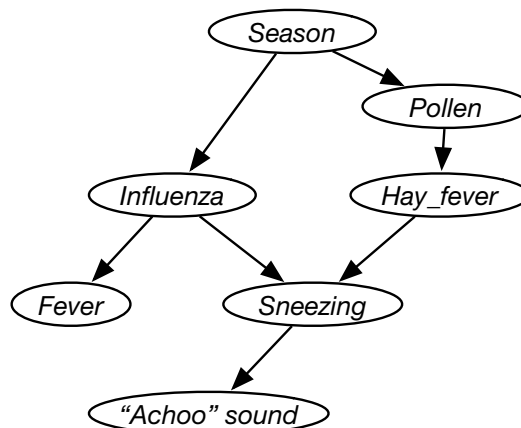 Season
Pollen
Influenza
Hay_fever
Fever
Sneezing
“Achoo” sound